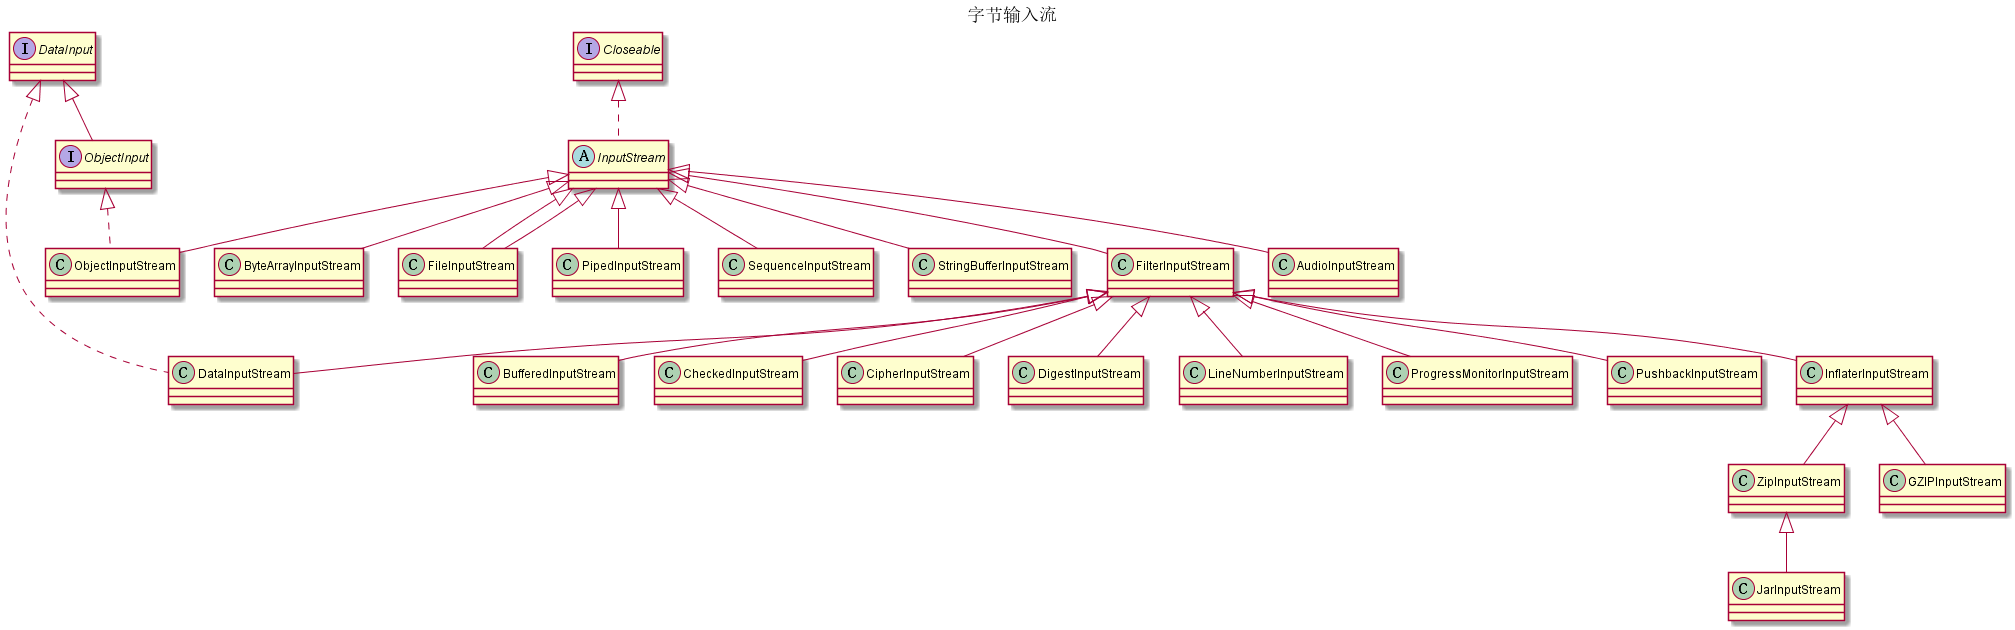 字节输入流
I DataInput
I Closeable
I ObjectInput
A InputStream
C ObjectInputStream
C ByteArrayInputStream
C FileInputStream
C PipedInputStream
C SequenceInputStream
C StringBufferInputStream
C FilterInputStream
C AudioInputStream
C DataInputStream
C BufferedInputStream
C CheckedInputStream
C CipherInputStream
C DigestInputStream
C LineNumberInputStream
C ProgressMonitorInputStream
C PushbackInputStream
C InflaterInputStream
C ZipInputStream
C GZIPInputStream
C JarInputStream